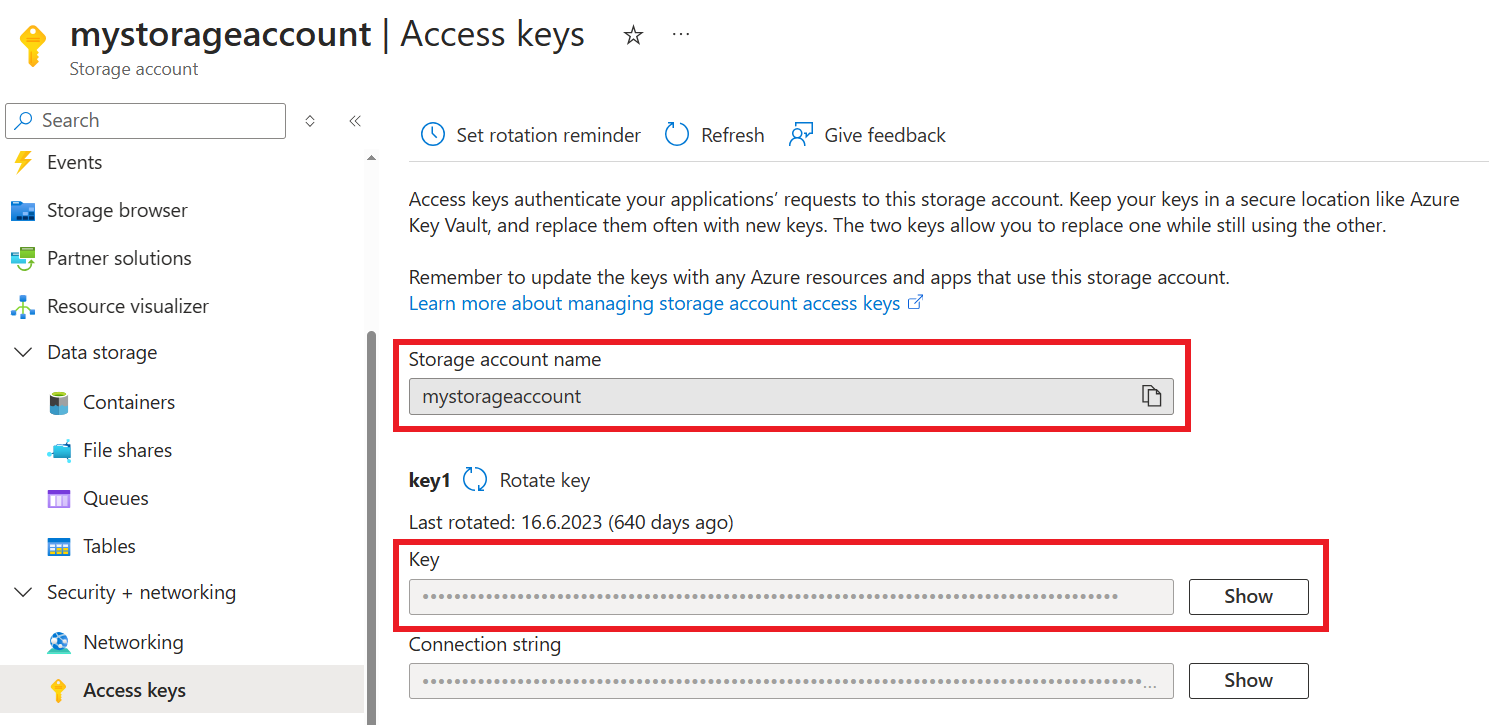 mystorageaccount | Access keys
Storage account
Search
Events
Storage browser
Partner solutions
Resource visualizer
Data storage
Containers
File shares
Queues
Tables
Security + networking
Networking
Access keys
Set rotation reminder
Refresh
Give feedback
Access keys authenticate your applications’ requests to this storage account. Keep your keys in a secure location like Azure
Key Vault, and replace them often with new keys. The two keys allow you to replace one while still using the other.
Remember to update the keys with any Azure resources and apps that use this storage account.
Learn more about managing storage account access keys
Storage account name
mystorageaccount
key1 Rotate key
Last rotated: 16.6.2023 (640 days ago)
Key
Show
Connection string
Show